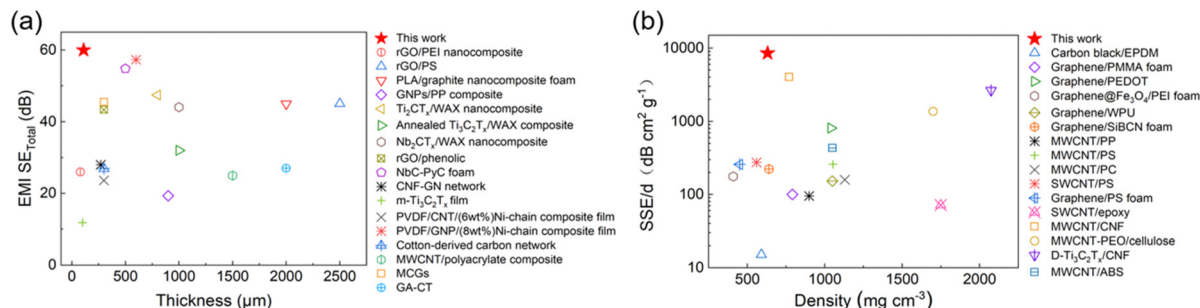 (a)
EMI SE_Total (dB)
60
40
20
0
0 500 1000 1500 2000 2500
Thickness (μm)
This work
rGO/PEI nanocomposite
rGO/PS
PLA/graphite nanocomposite foam
GNPs/PP composite
Ti₂CTₓ/WAX nanocomposite
Annealed Ti₃C₂Tₓ/WAX composite
Nb₂CTₓ/WAX nanocomposite
rGO/phenolic
NbC-PyC foam
CNF-GN network
m-Ti₃C₂Tₓ film
PVDF/CNT/(6wt%)Ni-chain composite film
PVDF/GNP/(8wt%)Ni-chain composite film
Cotton-derived carbon network
MWCNT/polyacrylate composite
MCGs
GA-CT
(b)
SSE/d (dB cm² g⁻¹)
10000
1000
100
10
500 1000 1500 2000
Density (mg cm⁻³)
This work
Carbon black/EPDM
Graphene/PMMA foam
Graphene/PEDOT
Graphene@Fe₃O₄/PEI foam
Graphene/WPU
Graphene/SiBCN foam
MWCNT/PP
MWCNT/PS
MWCNT/PC
SWCNT/PS
Graphene/PS foam
SWCNT/epoxy
MWCNT/CNF
MWCNT-PEO/cellulose
D-Ti₃C₂Tₓ/CNF
MWCNT/ABS